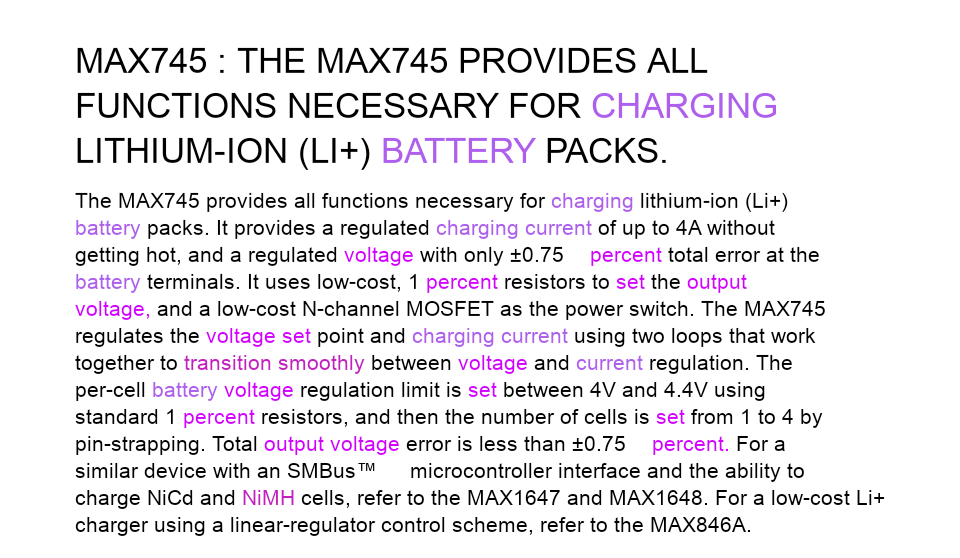 MAX745 : THE MAX745 PROVIDES ALL
FUNCTIONS NECESSARY FOR CHARGING
LITHIUM-ION (LI+) BATTERY PACKS.
The MAX745 provides all functions necessary for charging lithium-ion (Li+)
battery packs. It provides a regulated charging current of up to 4A without
getting hot, and a regulated voltage with only ±0.75 percent total error at the
battery terminals. It uses low-cost, 1 percent resistors to set the output
voltage, and a low-cost N-channel MOSFET as the power switch. The MAX745
regulates the voltage set point and charging current using two loops that work
together to transition smoothly between voltage and current regulation. The
per-cell battery voltage regulation limit is set between 4V and 4.4V using
standard 1 percent resistors, and then the number of cells is set from 1 to 4 by
pin-strapping. Total output voltage error is less than ±0.75 percent. For a
similar device with an SMBus™ microcontroller interface and the ability to
charge NiCd and NiMH cells, refer to the MAX1647 and MAX1648. For a low-cost Li+
charger using a linear-regulator control scheme, refer to the MAX846A.